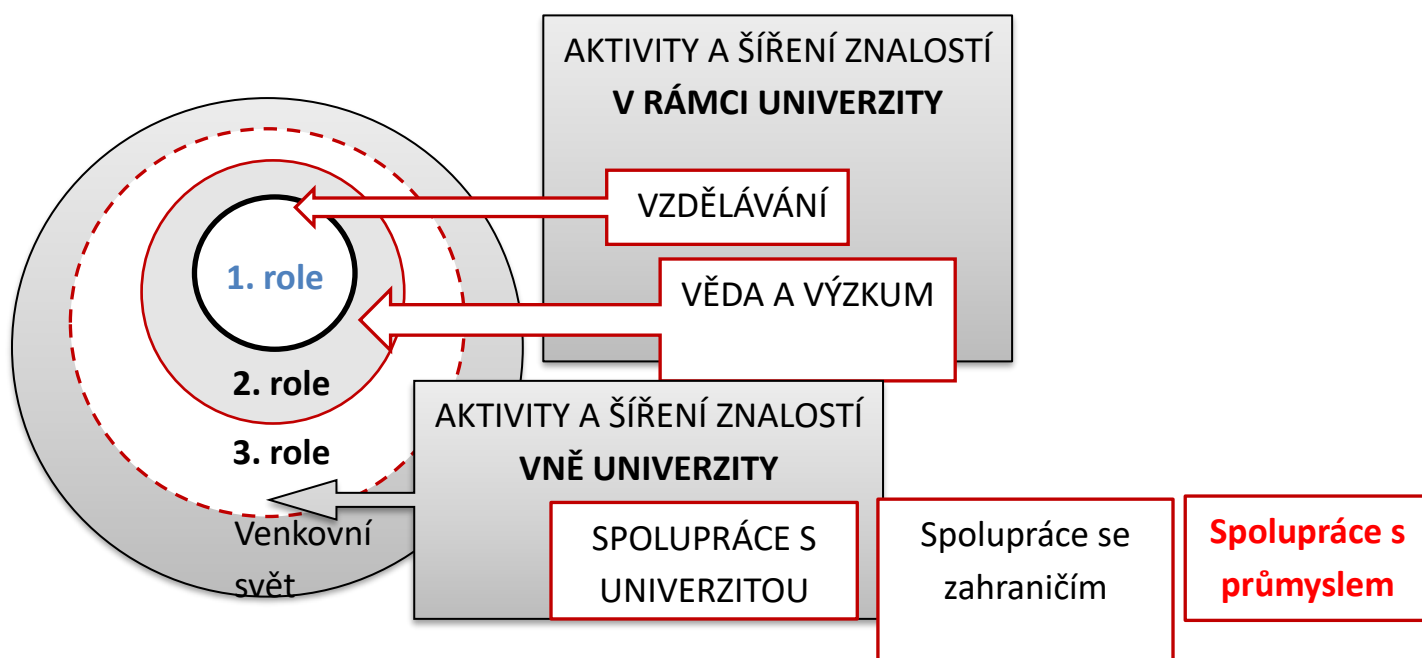 AKTIVITY A ŠÍŘENÍ ZNALOSTÍ
V RÁMCI UNIVERZITY
VZDĚLÁVÁNÍ
1. role
VĚDA A VÝZKUM
2. role
3. role
AKTIVITY A ŠÍŘENÍ ZNALOSTÍ
VNĚ UNIVERZITY
Venkovní
svět
SPOLUPRÁCE S
UNIVERZITOU
Spolupráce se
zahraničím
Spolupráce s
průmyslem